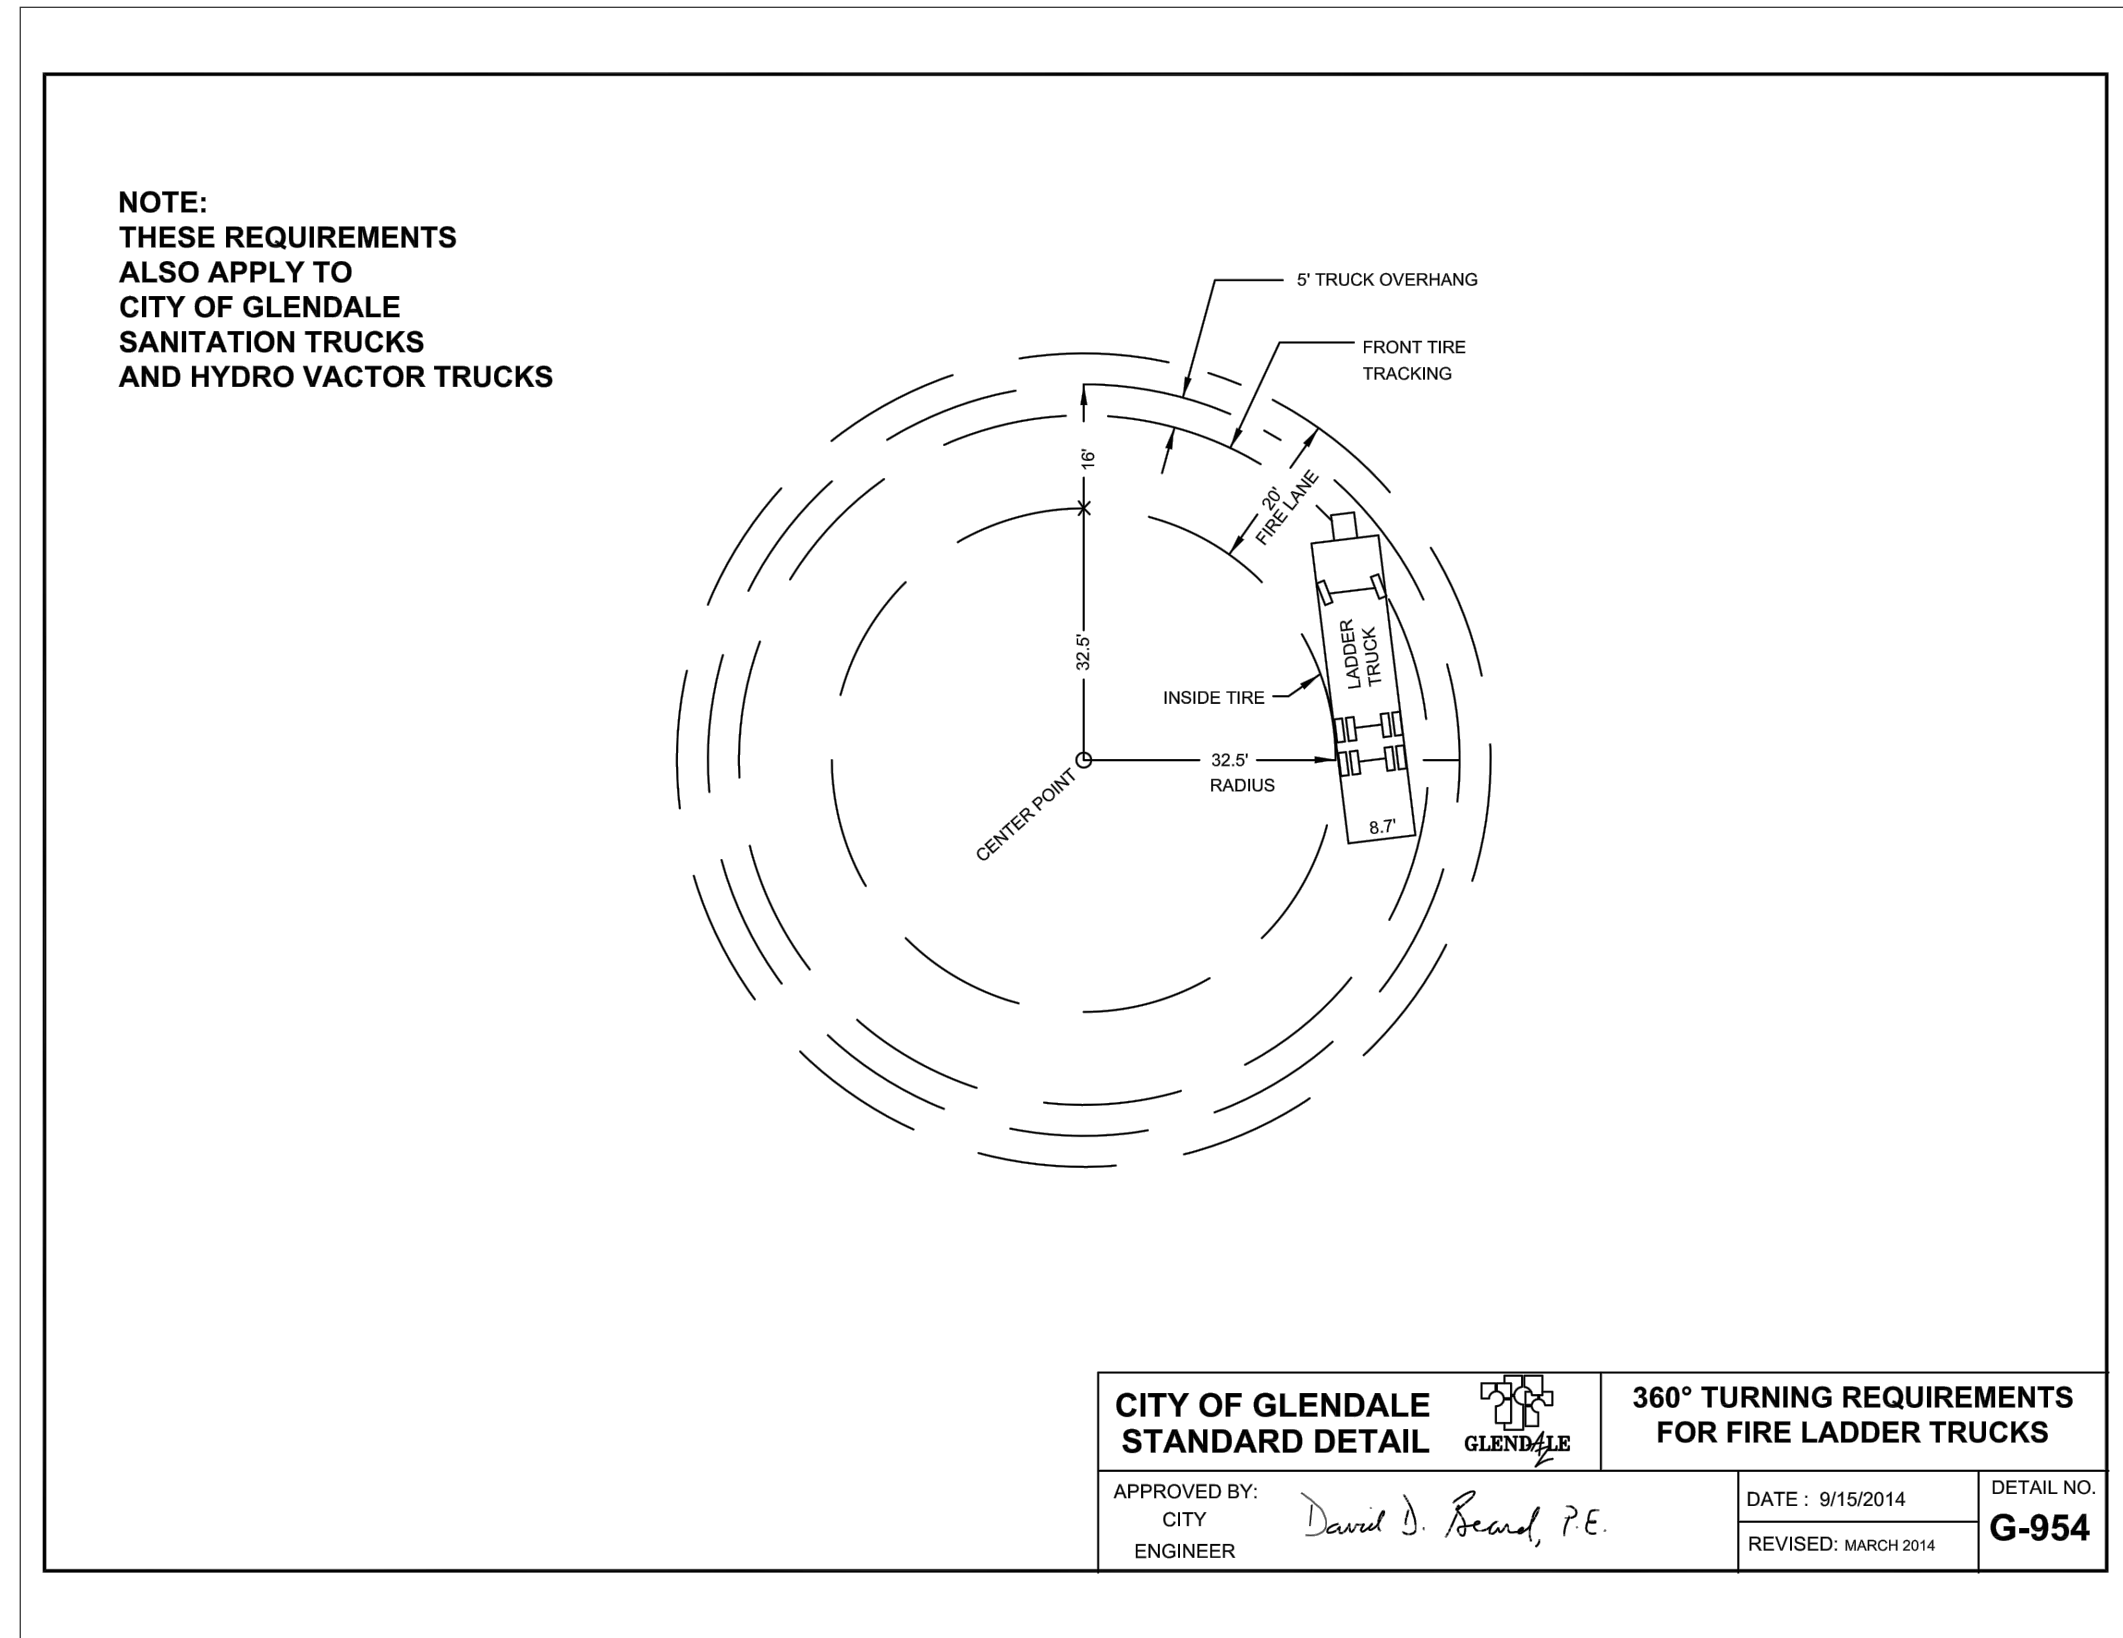 NOTE:
THESE REQUIREMENTS
ALSO APPLY TO
CITY OF GLENDALE
SANITATION TRUCKS
AND HYDRO VACTOR TRUCKS
5' TRUCK OVERHANG
FRONT TIRE
TRACKING
16'
20'
FIRE LANE
32.5'
LADDER
TRUCK
INSIDE TIRE
32.5'
RADIUS
CENTER POINT
8.7'
CITY OF GLENDALE
STANDARD DETAIL
GLENDALE
360° TURNING REQUIREMENTS
FOR FIRE LADDER TRUCKS
APPROVED BY:
CITY
ENGINEER
David D. Beard, P.E.
DATE : 9/15/2014
REVISED: MARCH 2014
DETAIL NO.
G-954